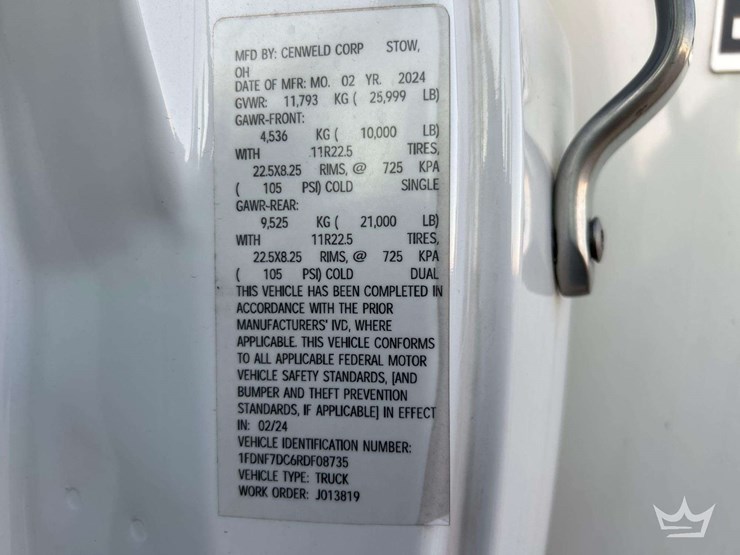 MFD BY: CENWELD CORP STOW,
OH
DATE OF MFR: MO. 02 YR. 2024
GVWR: 11,793 KG ( 25,999 LB)
GAWR-FRONT:
4,536 KG ( 10,000 LB)
WITH 11R22.5 TIRES,
22.5X8.25 RIMS, @ 725 KPA
( 105 PSI) COLD SINGLE
GAWR-REAR:
9,525 KG ( 21,000 LB)
WITH 11R22.5 TIRES,
22.5X8.25 RIMS, @ 725 KPA
( 105 PSI) COLD DUAL
THIS VEHICLE HAS BEEN COMPLETED IN
ACCORDANCE WITH THE PRIOR
MANUFACTURERS' IVD, WHERE
APPLICABLE. THIS VEHICLE CONFORMS
TO ALL APPLICABLE FEDERAL MOTOR
VEHICLE SAFETY STANDARDS, [AND
BUMPER AND THEFT PREVENTION
STANDARDS, IF APPLICABLE] IN EFFECT
IN: 02/24
VEHICLE IDENTIFICATION NUMBER:
1FDNF7DC6RDF08735
VEHICLE TYPE: TRUCK
WORK ORDER: J013819